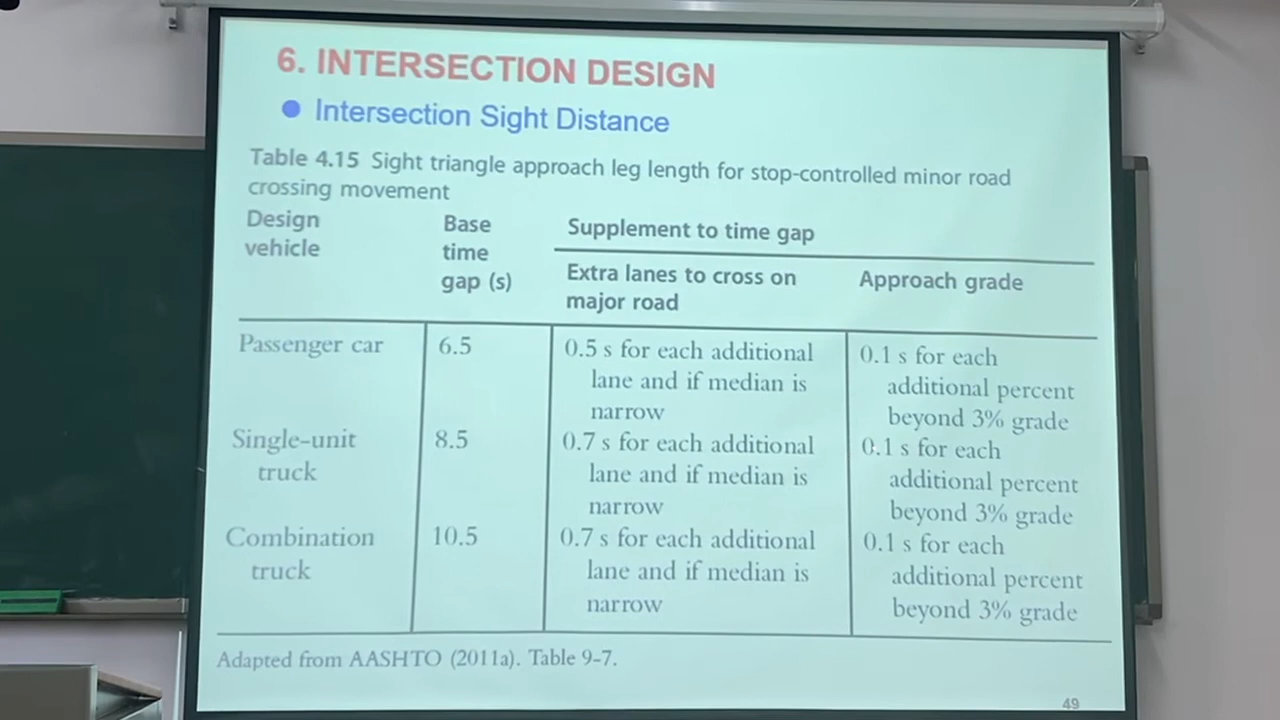 6. INTERSECTION DESIGN
● Intersection Sight Distance
Table 4.15 Sight triangle approach leg length for stop-controlled minor road
crossing movement
Design
vehicle
Base
time
gap (s)
Supplement to time gap
Extra lanes to cross on
major road
Approach grade
Passenger car
6.5
0.5 s for each additional
lane and if median is
narrow
0.1 s for each
additional percent
beyond 3% grade
Single-unit
truck
8.5
0.7 s for each additional
lane and if median is
narrow
0.1 s for each
additional percent
beyond 3% grade
Combination
truck
10.5
0.7 s for each additional
lane and if median is
narrow
0.1 s for each
additional percent
beyond 3% grade
Adapted from AASHTO (2011a). Table 9-7.
49